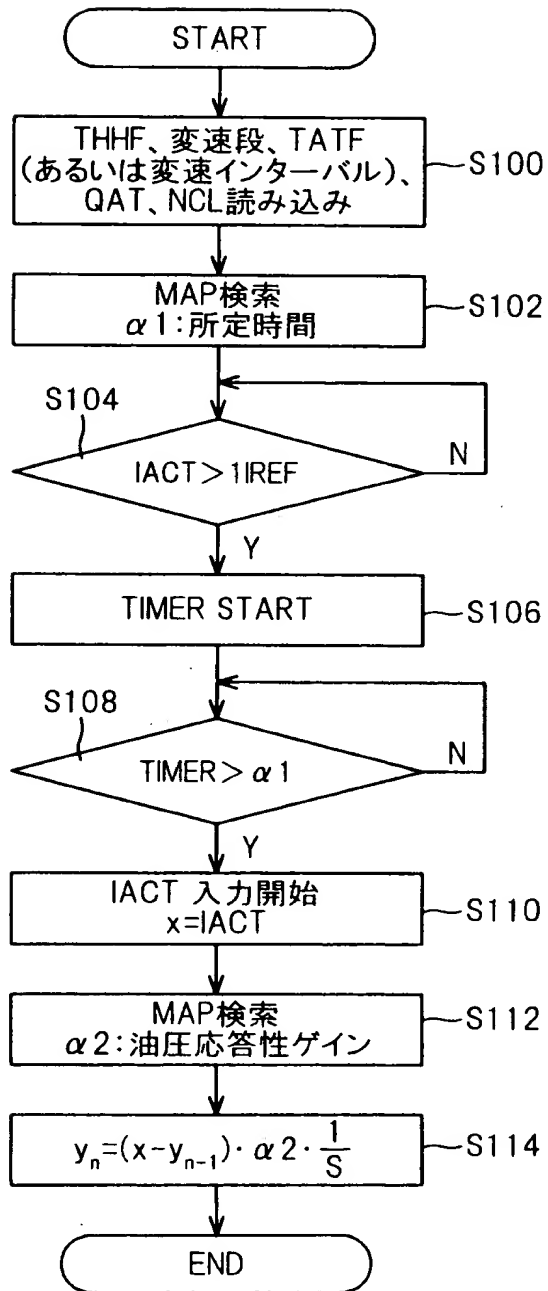 START
THHF、変速段、TATF
(あるいは変速インターバル)、
QAT、NCL読み込み
S100
MAP検索
α1:所定時間
S102
S104
IACT>1IREF
N
Y
TIMER START
S106
S108
TIMER>α1
N
Y
IACT 入力開始
x=IACT
S110
MAP検索
α2:油圧応答性ゲイン
S112
yn=(x-yn-1)·α2·1/S
S114
END